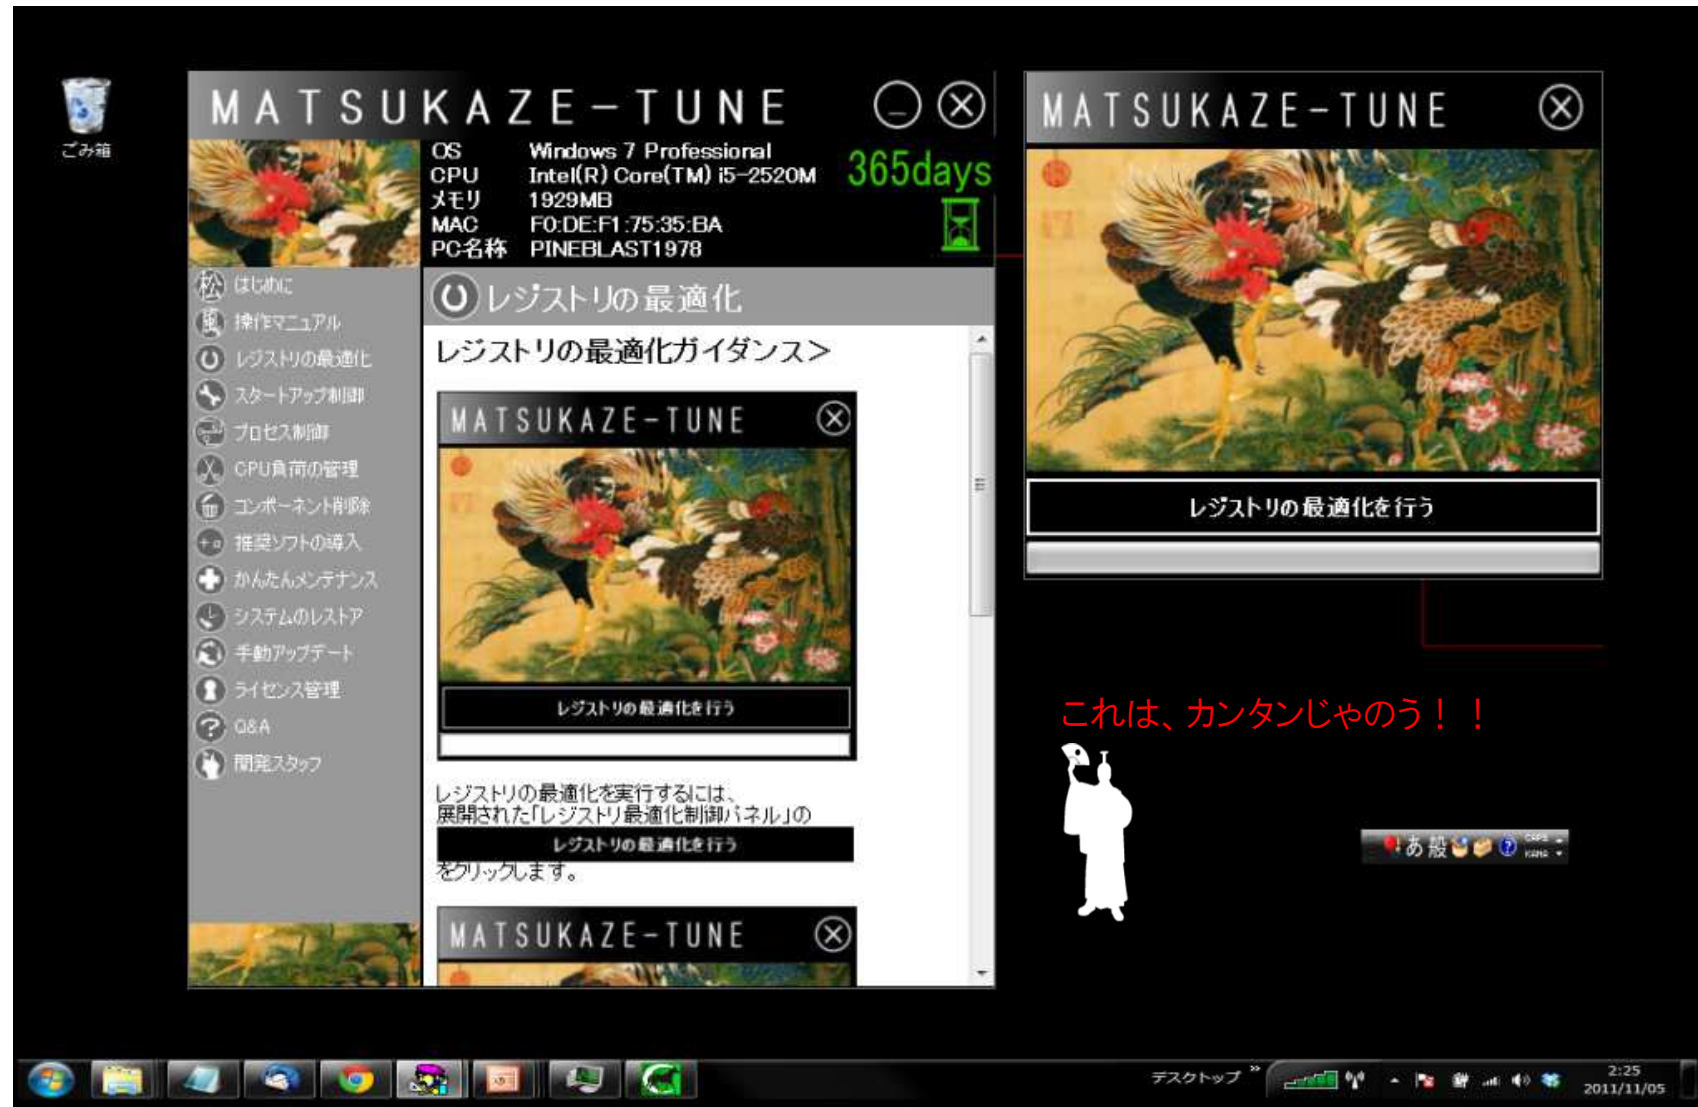 ごみ箱
MATSUKAZE-TUNE
OS Windows 7 Professional
CPU Intel(R) Core(TM) i5-2520M
メモリ 1929MB
MAC F0:DE:F1:75:35:BA
PC名称 PINEBLAST1978
365days
松 はじめに
風 操作マニュアル
レジストリの最適化
スタートアップ制御
プロセス制御
CPU負荷の管理
コンポーネント削除
+α 推奨ソフトの導入
かんたんメンテナンス
システムのレストア
手動アップデート
ライセンス管理
? Q&A
開発スタッフ
レジストリの最適化
レジストリの最適化ガイダンス＞
MATSUKAZE-TUNE
レジストリの最適化を行う
レジストリの最適化を実行するには、
展開された「レジストリ最適化制御パネル」の
レジストリの最適化を行う
をクリックします。
MATSUKAZE-TUNE
MATSUKAZE-TUNE
レジストリの最適化を行う
これは、カンタンじゃのう！！
あ 般
CAPS
KANA
デスクトップ
2:25
2011/11/05